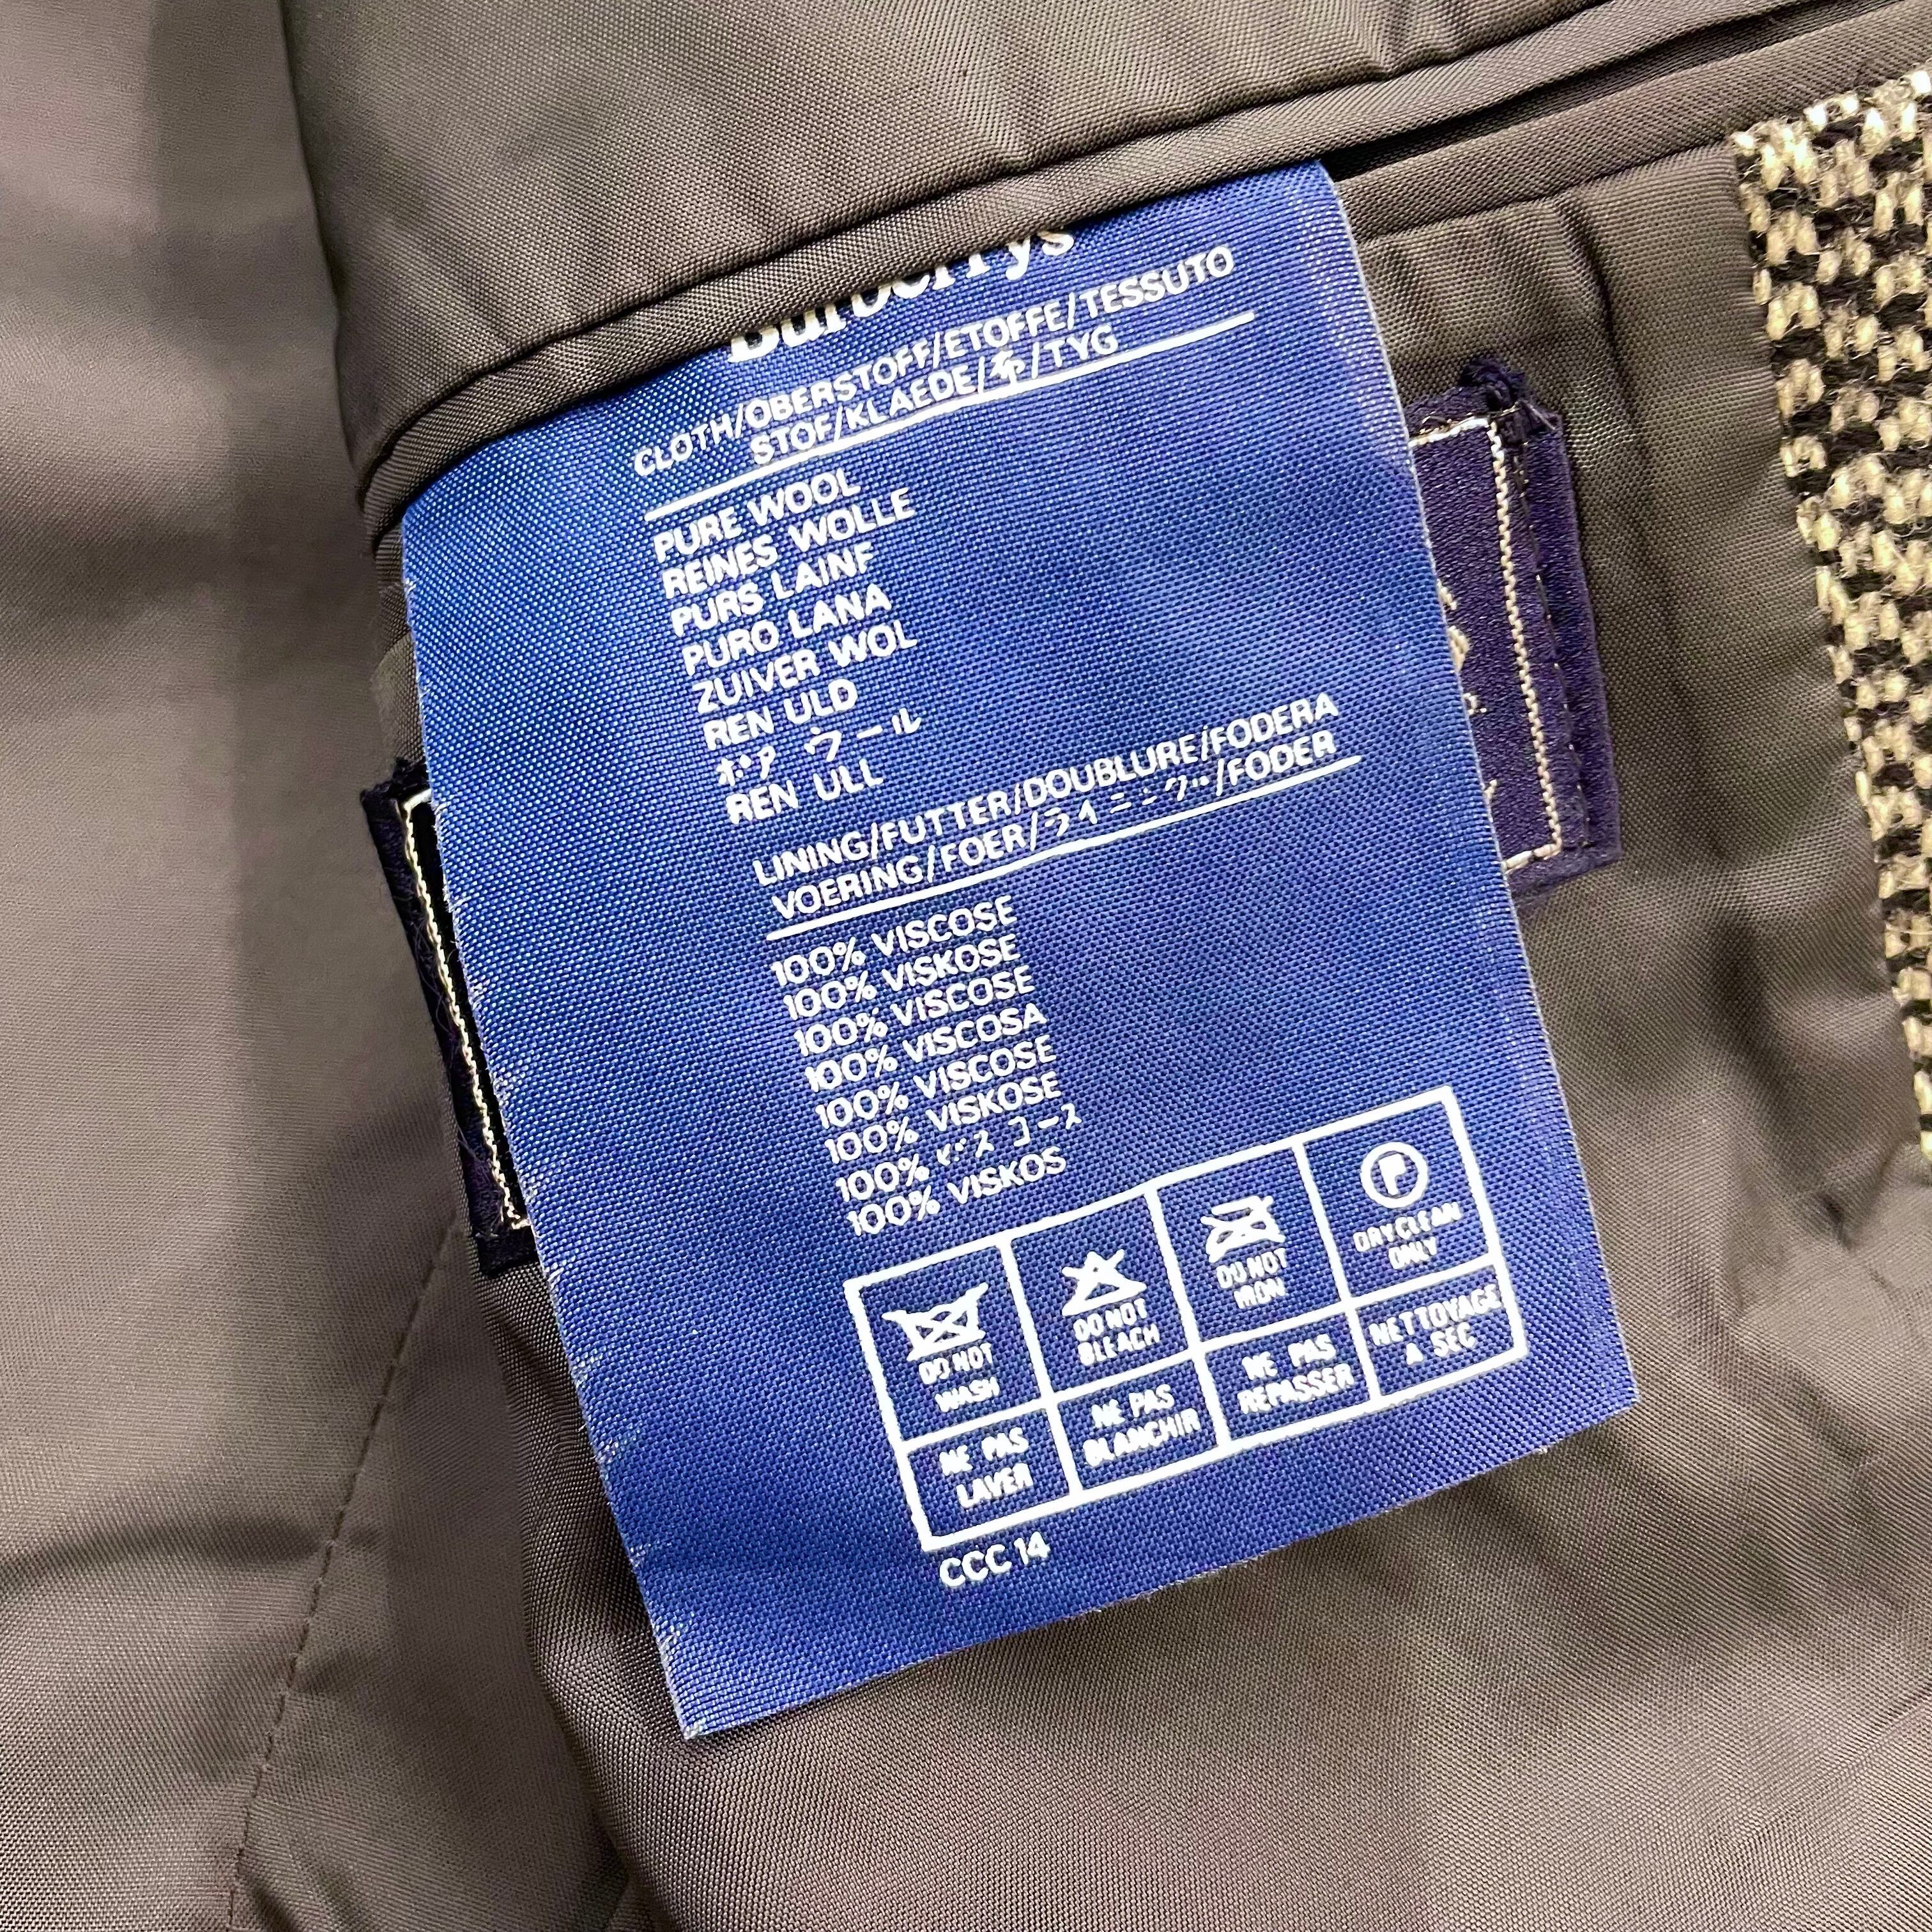 Burberrys
CLOTH/OBERSTOFF/ETOFFE/TESSUTO
STOF/KLAEDE/布/TYG
PURE WOOL
REINES WOLLE
PURS LAINF
PURO LANA
ZUIVER WOL
REN ULD
ポア ウール
REN ULL
LINING/FUTTER/DOUBLURE/FODERA
VOERING/FOER/ライニング/FODER
100% VISCOSE
100% VISKOSE
100% VISCOSE
100% VISCOSA
100% VISCOSE
100% VISKOSE
100% ビスコース
100% VISKOS
DO NOT
WASH
DO NOT
BLEACH
DO NOT
IRON
P
DRYCLEAN
ONLY
NE PAS
LAVER
NE PAS
BLANCHIR
NE PAS
REPASSER
NETTOYAGE
A SEC
CCC 14